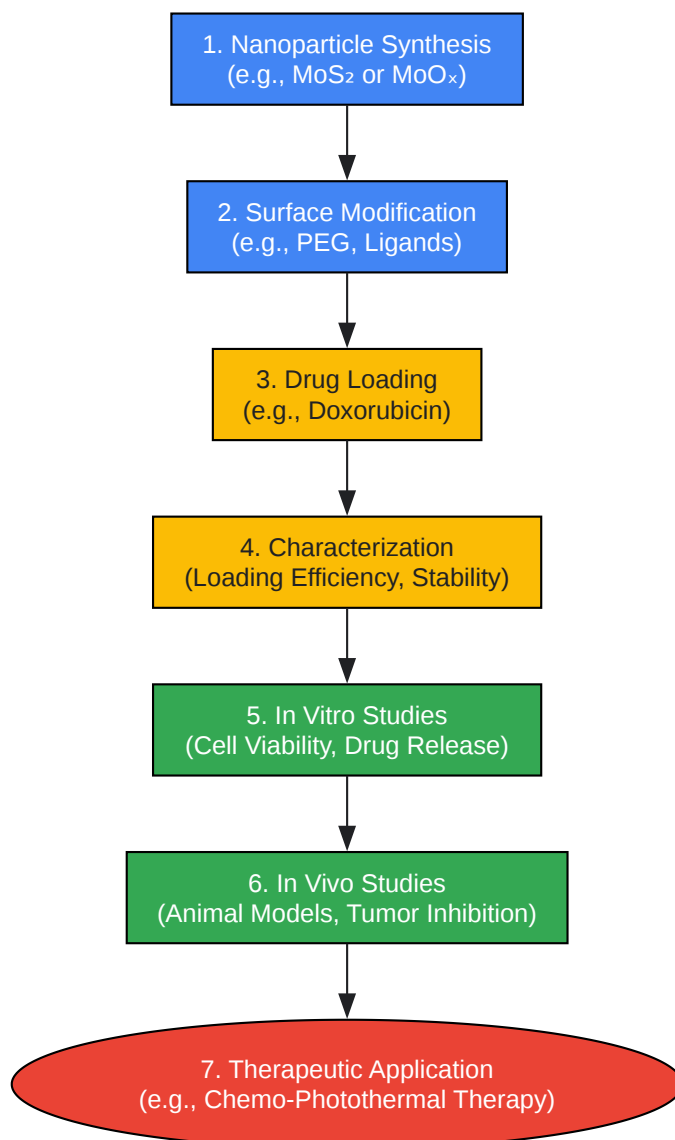 1. Nanoparticle Synthesis
(e.g., MoS₂ or MoOₓ)
2. Surface Modification
(e.g., PEG, Ligands)
3. Drug Loading
(e.g., Doxorubicin)
4. Characterization
(Loading Efficiency, Stability)
5. In Vitro Studies
(Cell Viability, Drug Release)
6. In Vivo Studies
(Animal Models, Tumor Inhibition)
7. Therapeutic Application
(e.g., Chemo-Photothermal Therapy)